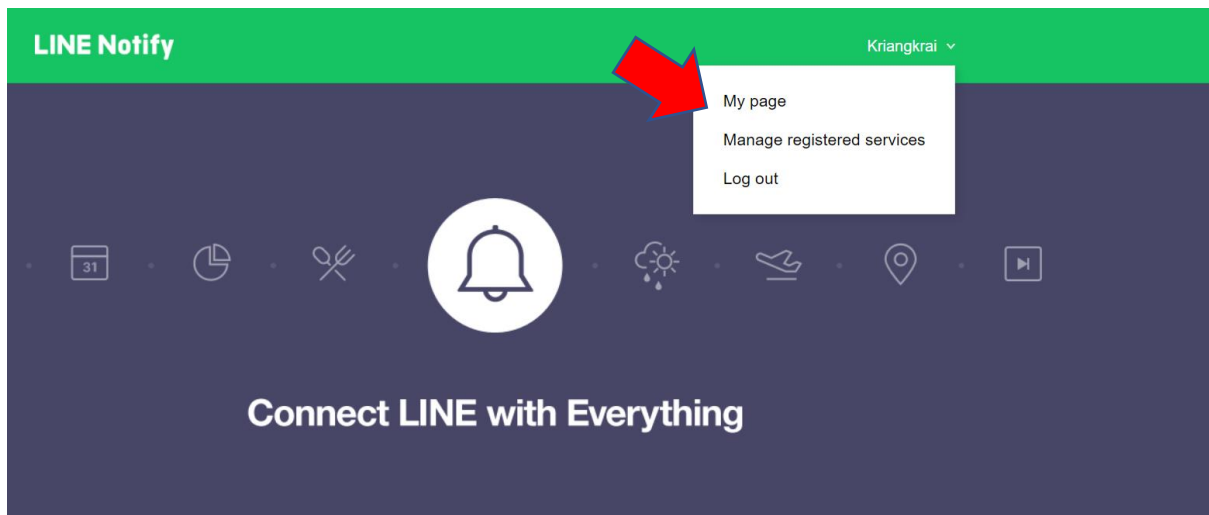 LINE Notify
Kriangkrai
My page
Manage registered services
Log out
31
Connect LINE with Everything